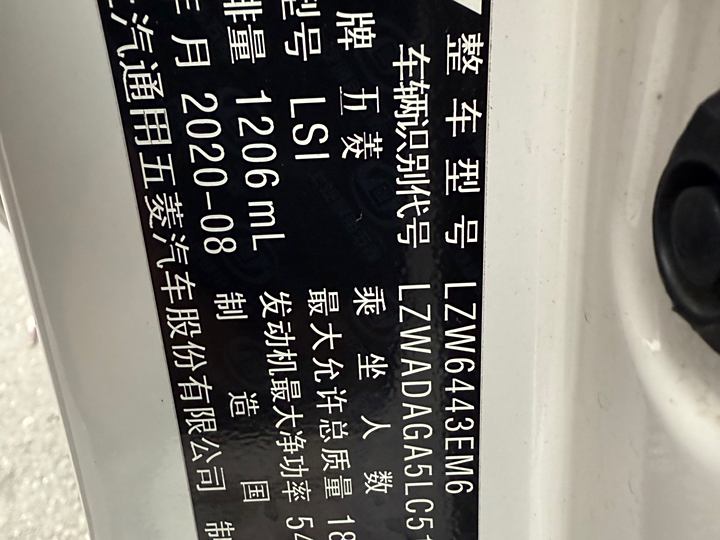 整车型号 LZW6443EM6
车辆识别代号 LZWADAGA5LC51
牌 五菱 乘坐人数
型号 LSI 最大允许总质量 18
排量 1206mL 发动机最大净功率 54
年月 2020-08 制造国
上汽通用五菱汽车股份有限公司 制